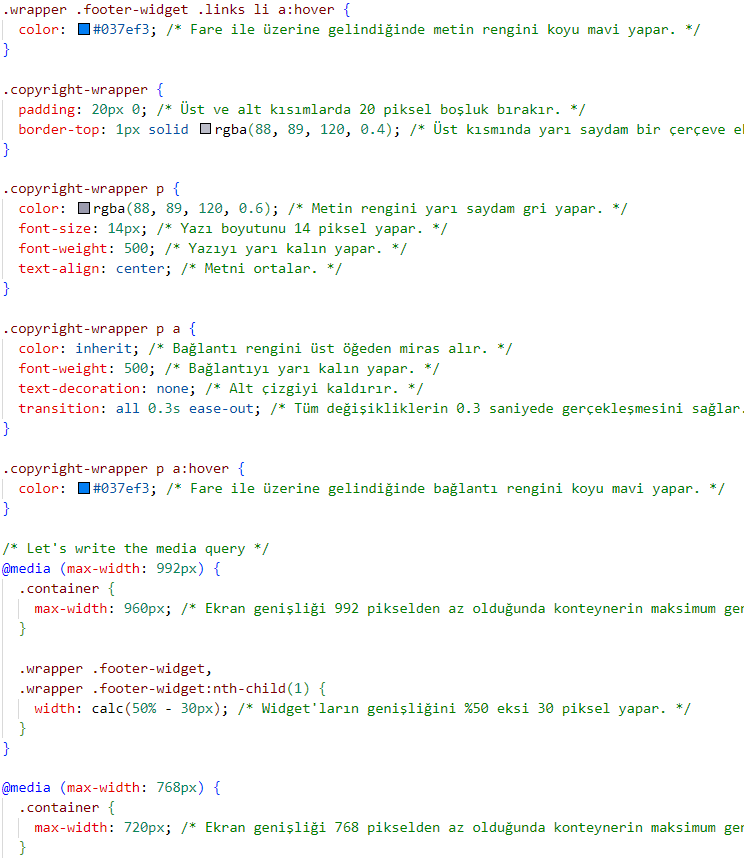 .wrapper .footer-widget .links li a:hover {
color: #037ef3; /* Fare ile üzerine gelindiğinde metin rengini koyu mavi yapar. */
}
.copyright-wrapper {
padding: 20px 0; /* Üst ve alt kısımlarda 20 piksel boşluk bırakır. */
border-top: 1px solid rgba(88, 89, 120, 0.4); /* Üst kısmında yarı saydam bir çerçeve
}
.copyright-wrapper p {
color: rgba(88, 89, 120, 0.6); /* Metin rengini yarı saydam gri yapar. */
font-size: 14px; /* Yazı boyutunu 14 piksel yapar. */
font-weight: 500; /* Yazıyı yarı kalın yapar. */
text-align: center; /* Metni ortalar. */
}
.copyright-wrapper p a {
color: inherit; /* Bağlantı rengini üst öğeden miras alır. */
font-weight: 500; /* Bağlantıyı yarı kalın yapar. */
text-decoration: none; /* Alt çizgiyi kaldırır. */
transition: all 0.3s ease-out; /* Tüm değişikliklerin 0.3 saniyede gerçekleşmesini sağlar.
}
.copyright-wrapper p a:hover {
color: #037ef3; /* Fare ile üzerine gelindiğinde bağlantı rengini koyu mavi yapar. */
}
/* Let's write the media query */
@media (max-width: 992px) {
.container {
max-width: 960px; /* Ekran genişliği 992 pikselden az olduğunda konteynerin maksimum
}
.wrapper .footer-widget,
.wrapper .footer-widget:nth-child(1) {
width: calc(50% - 30px); /* Widget'ların genişliğini %50 eksi 30 piksel yapar. */
}
}
@media (max-width: 768px) {
.container {
max-width: 720px; /* Ekran genişliği 768 pikselden az olduğunda konteynerin maksimum
}